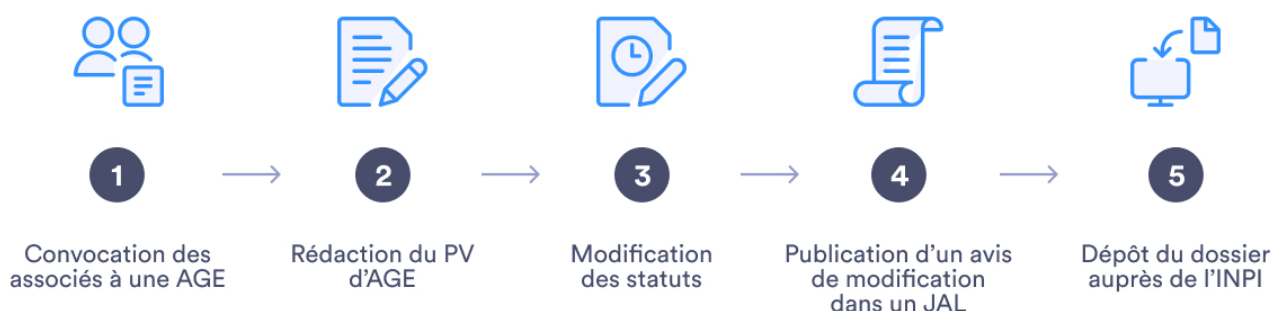 1
2
3
4
5
Convocation des
associés à une AGE
Rédaction du PV
d'AGE
Modification
des statuts
Publication d'un avis
de modification
dans un JAL
Dépôt du dossier
auprès de l'INPI